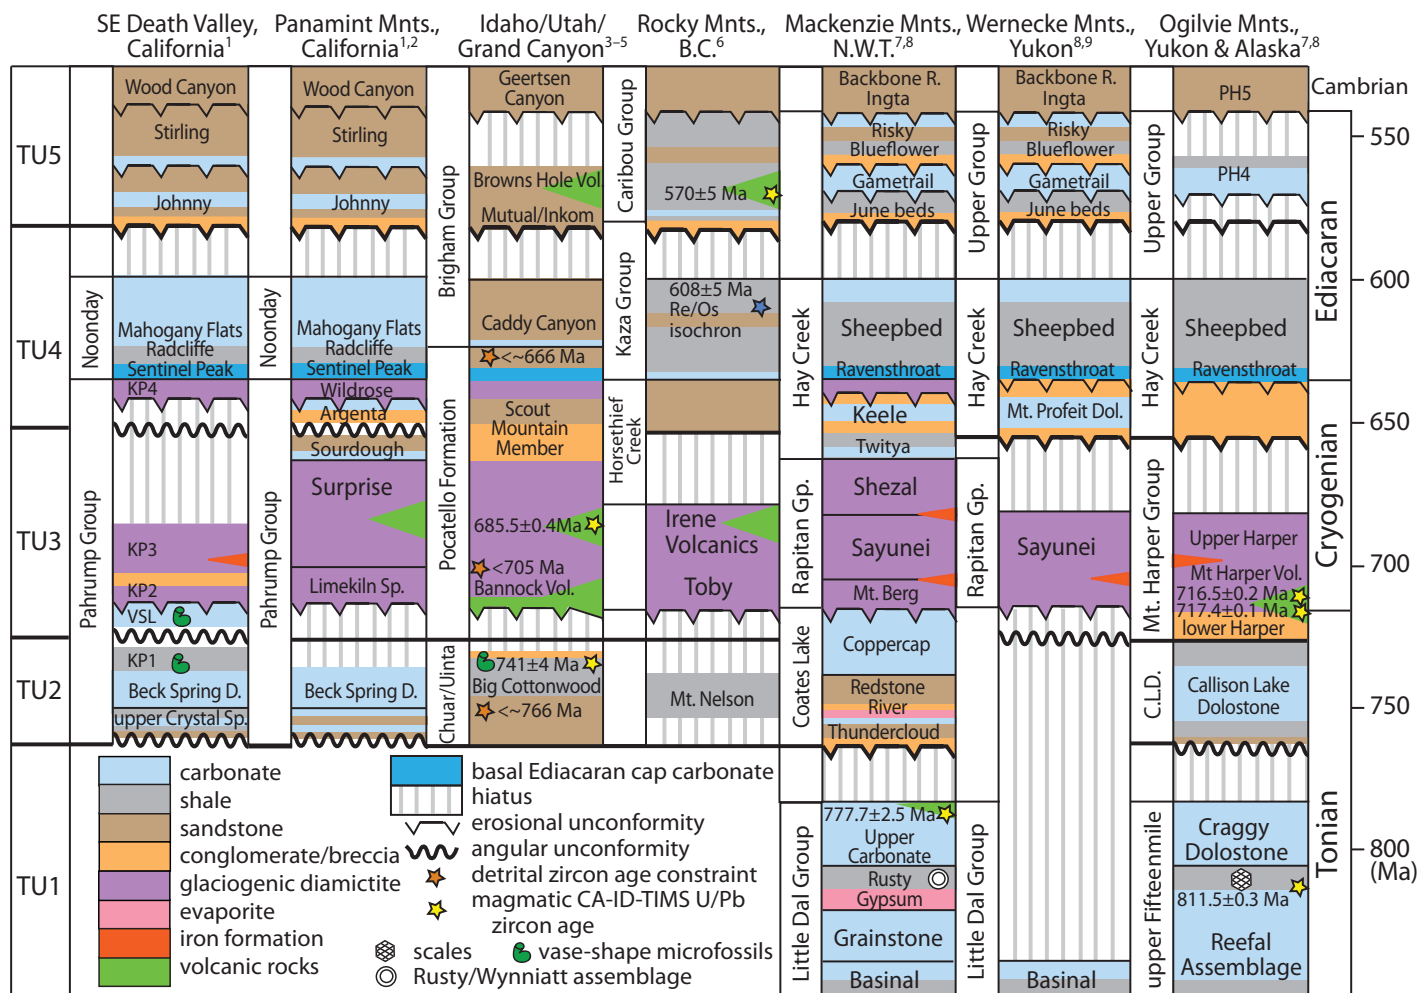 SE Death Valley,
California1
Panamint Mnts.,
California1,2
Idaho/Utah/
Grand Canyon3–5
Rocky Mnts.,
B.C.6
Mackenzie Mnts.,
N.W.T.7,8
Wernecke Mnts.,
Yukon8,9
Ogilvie Mnts.,
Yukon & Alaska7,8
TU5
TU4
TU3
TU2
TU1
Noonday
Pahrump Group
Wood Canyon
Stirling
Johnny
Mahogany Flats
Radcliffe
Sentinel Peak
KP4
KP3
KP2
VSL
KP1
Beck Spring D.
upper Crystal Sp.
Noonday
Pahrump Group
Wood Canyon
Stirling
Johnny
Mahogany Flats
Radcliffe
Sentinel Peak
Wildrose
Argenta
Sourdough
Surprise
Limekiln Sp.
Beck Spring D.
Brigham Group
Pocatello Formation
Chuar/Uinta
Geertsen
Canyon
Browns Hole Vol.
Mutual/Inkom
Caddy Canyon
<~666 Ma
Scout
Mountain
Member
685.5±0.4Ma
<705 Ma
Bannock Vol.
741±4 Ma
Big Cottonwood
<~766 Ma
Caribou Group
Kaza Group
Horsethief
Creek
570±5 Ma
608±5 Ma
Re/Os
isochron
Irene
Volcanics
Toby
Mt. Nelson
Hay Creek
Rapitan Gp.
Coates Lake
Little Dal Group
Backbone R.
Ingta
Risky
Blueflower
Gametrail
June beds
Sheepbed
Ravensthroat
Keele
Twitya
Shezal
Sayunei
Mt. Berg
Coppercap
Redstone
River
Thundercloud
777.7±2.5 Ma
Upper
Carbonate
Rusty
Gypsum
Grainstone
Basinal
Upper Group
Hay Creek
Rapitan Gp.
Little Dal Group
Backbone R.
Ingta
Risky
Blueflower
Gametrail
June beds
Sheepbed
Ravensthroat
Mt. Profeit Dol.
Sayunei
Basinal
Upper Group
Hay Creek
Mt. Harper Group
C.L.D.
upper Fifteenmile
PH5
PH4
Sheepbed
Ravensthroat
Upper Harper
Mt Harper Vol.
716.5±0.2 Ma
717.4±0.1 Ma
lower Harper
Callison Lake
Dolostone
Craggy
Dolostone
811.5±0.3 Ma
Reefal
Assemblage
Cambrian
Ediacaran
Cryogenian
Tonian
550
600
650
700
750
800
(Ma)
carbonate
shale
sandstone
conglomerate/breccia
glaciogenic diamictite
evaporite
iron formation
volcanic rocks
basal Ediacaran cap carbonate
hiatus
erosional unconformity
angular unconformity
detrital zircon age constraint
magmatic CA-ID-TIMS U/Pb
zircon age
scales
vase-shape microfossils
Rusty/Wynniatt assemblage